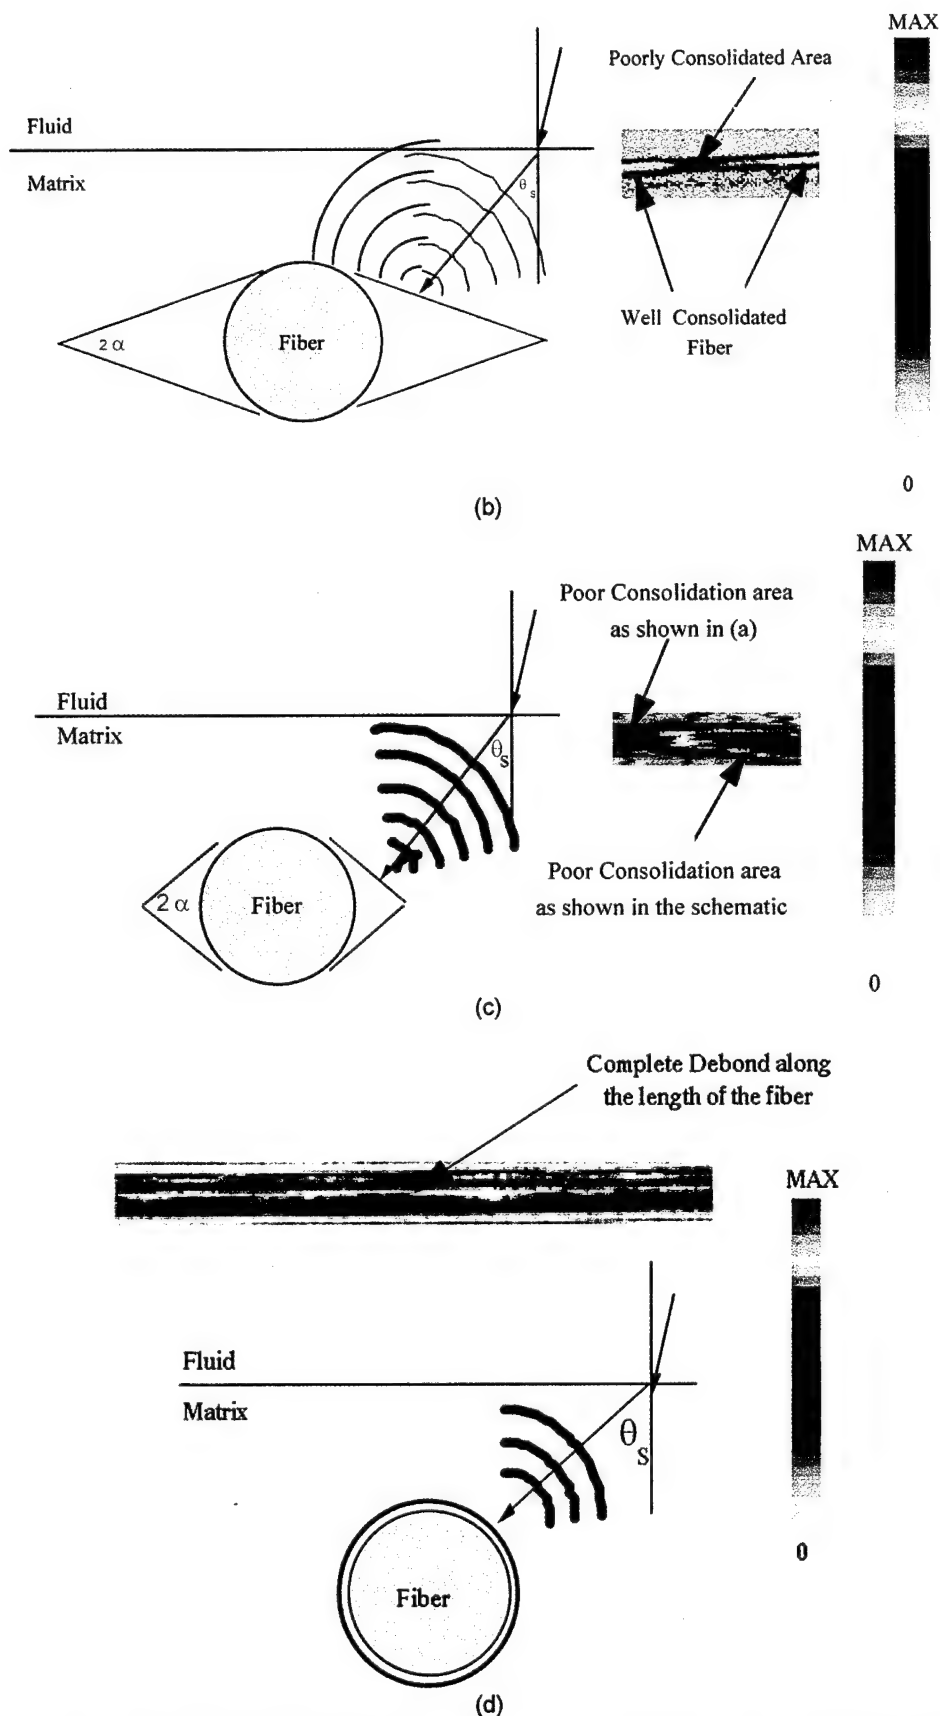 MAX
Poorly Consolidated Area
Fluid
Matrix
θs
Well Consolidated
Fiber
Fiber
2 α
0
(b)
MAX
Poor Consolidation area
as shown in (a)
Fluid
Matrix
θs
Poor Consolidation area
as shown in the schematic
2 α
Fiber
0
(c)
Complete Debond along
the length of the fiber
MAX
Fluid
Matrix
θs
0
Fiber
(d)